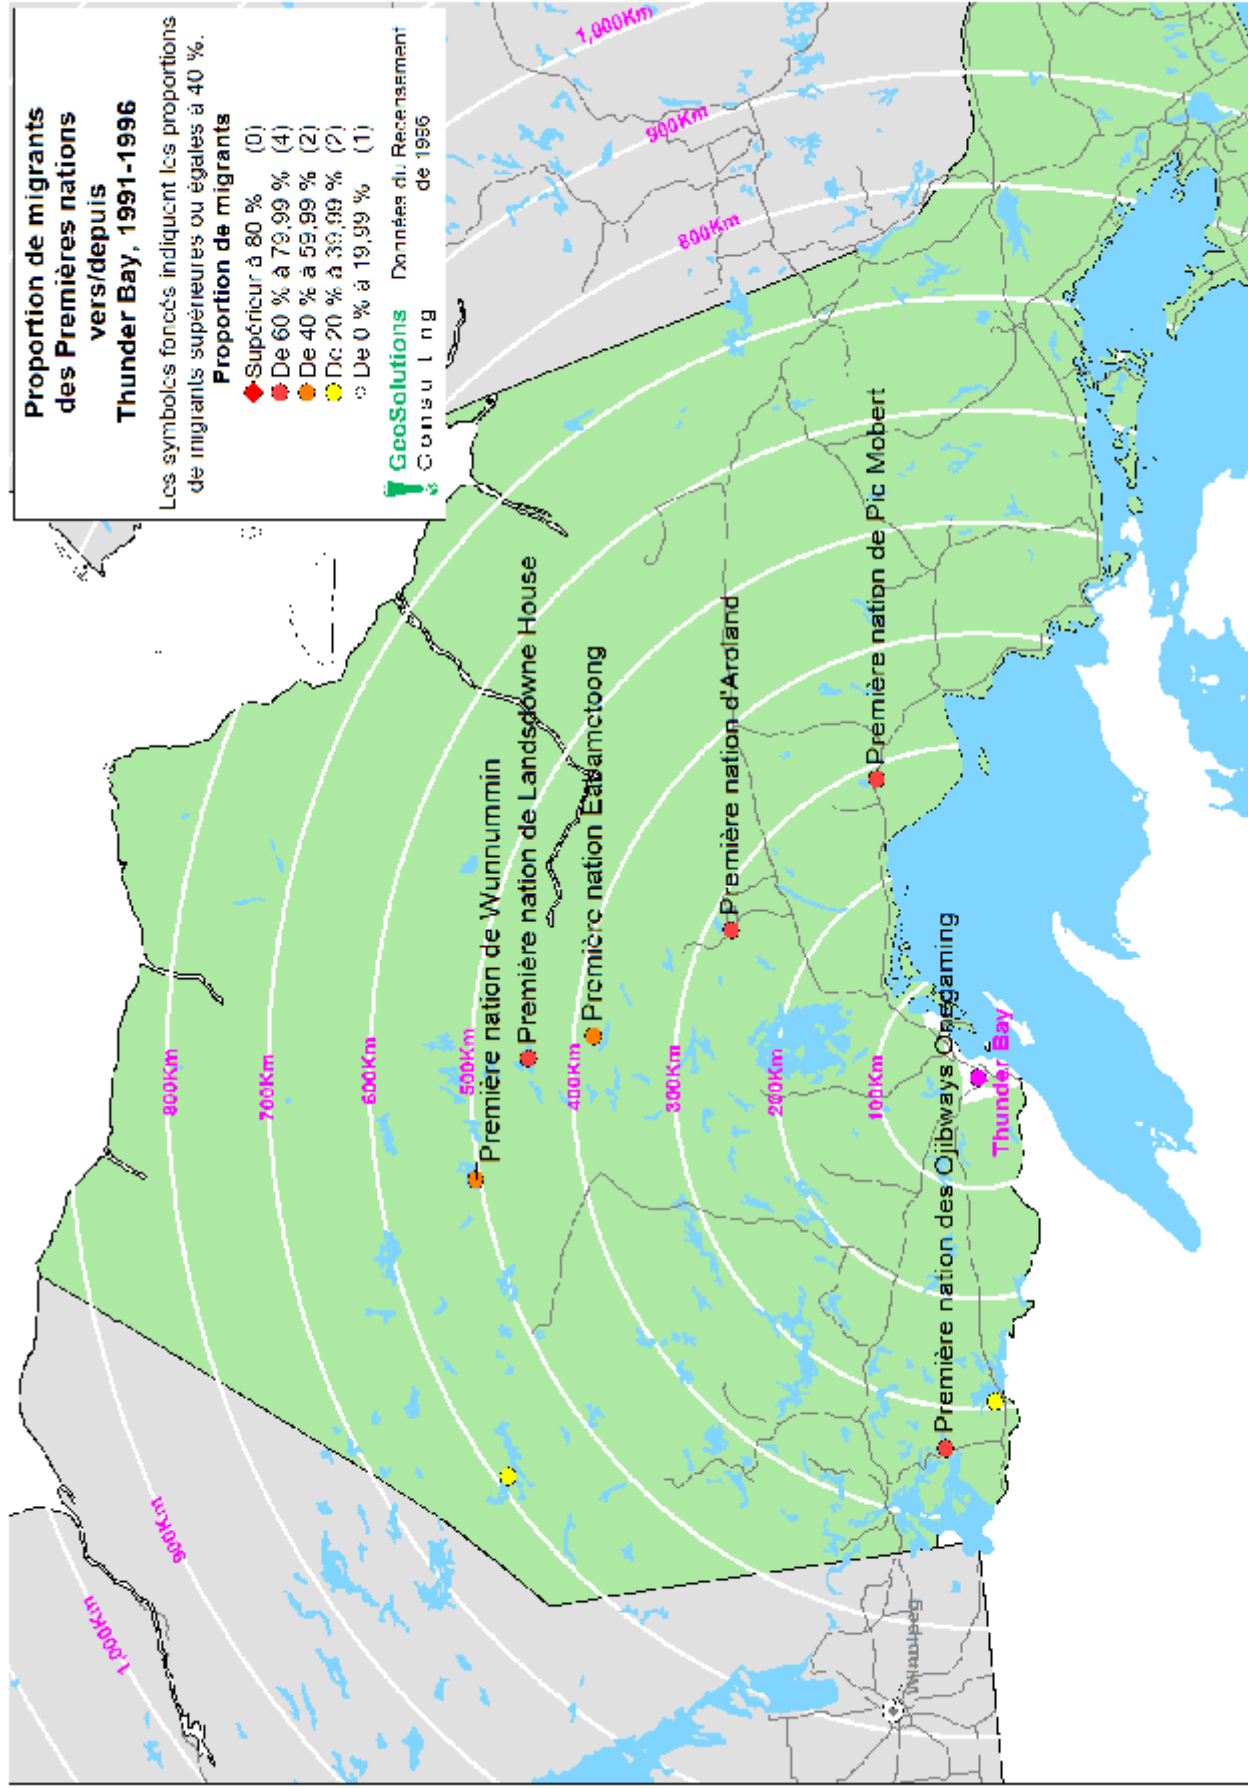 Proportion de migrants
des Premières nations
vers/depuis
Thunder Bay, 1991-1996
Les symboles foncés indiquent les proportions
de migrants supérieures ou égales à 40 %.
Proportion de migrants
Supérieur à 80 % (0)
De 60 % à 79,99 % (4)
De 40 % à 59,99 % (2)
De 20 % à 39,99 % (2)
De 0 % à 19,99 % (1)
GeoSolutions
Consulting
Données du Recensement
de 1996
1,000Km
900Km
800Km
1,000Km
900Km
800Km
700Km
600Km
500Km
400Km
300Km
200Km
100Km
Première nation de Wunnummin
Première nation de Landsdowne House
Première nation Eabamctoong
Première nation d'Aroland
Première nation de Pic Mobert
Première nation des Ojibways Onegaming
Thunder Bay
Winnipeg